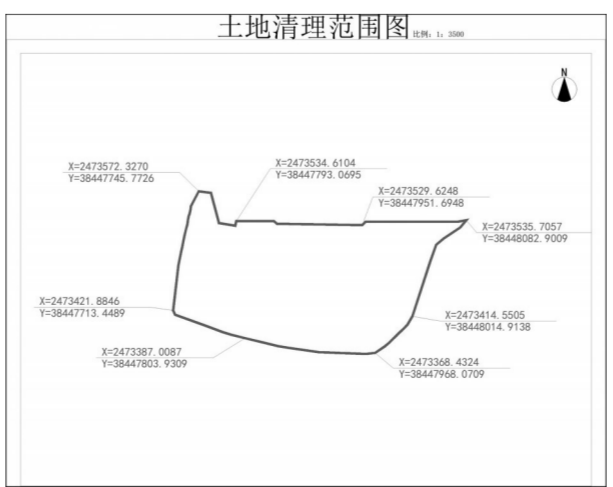 土地清理范围图 比例：1：3500
N
X=2473572.3270
Y=38447745.7726
X=2473534.6104
Y=38447793.0695
X=2473529.6248
Y=38447951.6948
X=2473535.7057
Y=38448082.9009
X=2473421.8846
Y=38447713.4489
X=2473414.5505
Y=38448014.9138
X=2473387.0087
Y=38447803.9309
X=2473368.4324
Y=38447968.0709